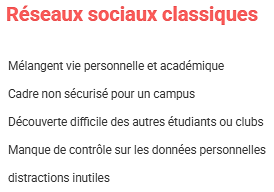 Réseaux sociaux classiques
Mélangent vie personnelle et académique
Cadre non sécurisé pour un campus
Découverte difficile des autres étudiants ou clubs
Manque de contrôle sur les données personnelles
distractions inutiles